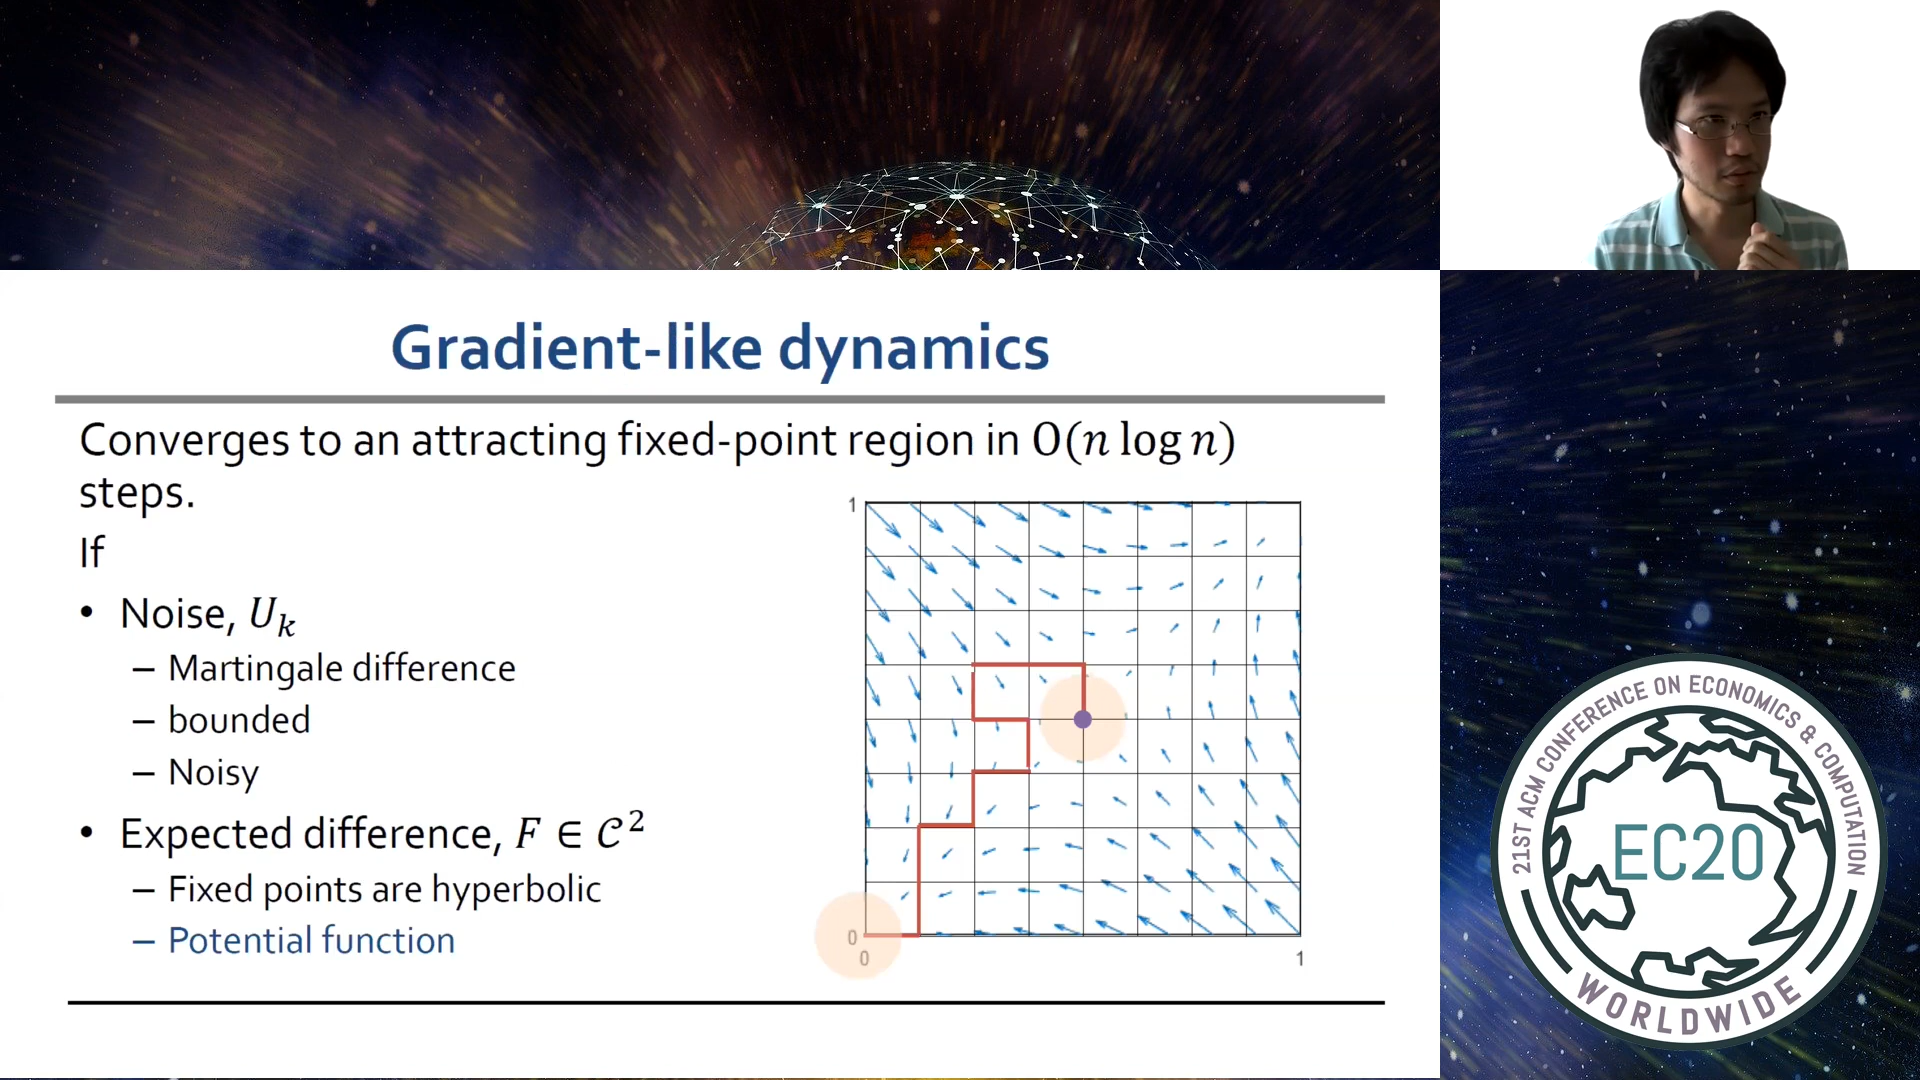 Gradient-like dynamics
Converges to an attracting fixed-point region in O(n log n)
steps.
If
• Noise, U_k
– Martingale difference
– bounded
– Noisy
• Expected difference, F ∈ 𝒞²
– Fixed points are hyperbolic
– Potential function
1
0
0
1
21ST ACM CONFERENCE ON ECONOMICS & COMPUTATION
EC20
WORLDWIDE